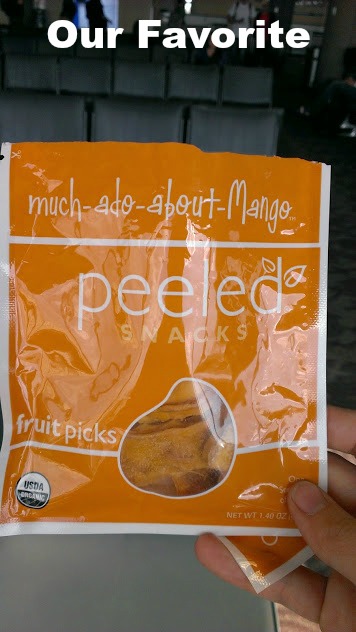 Our Favorite
much-ado-about-Mango
peeled
SNACKS
fruit picks
USDA
ORGANIC
NET WT 1.40 OZ